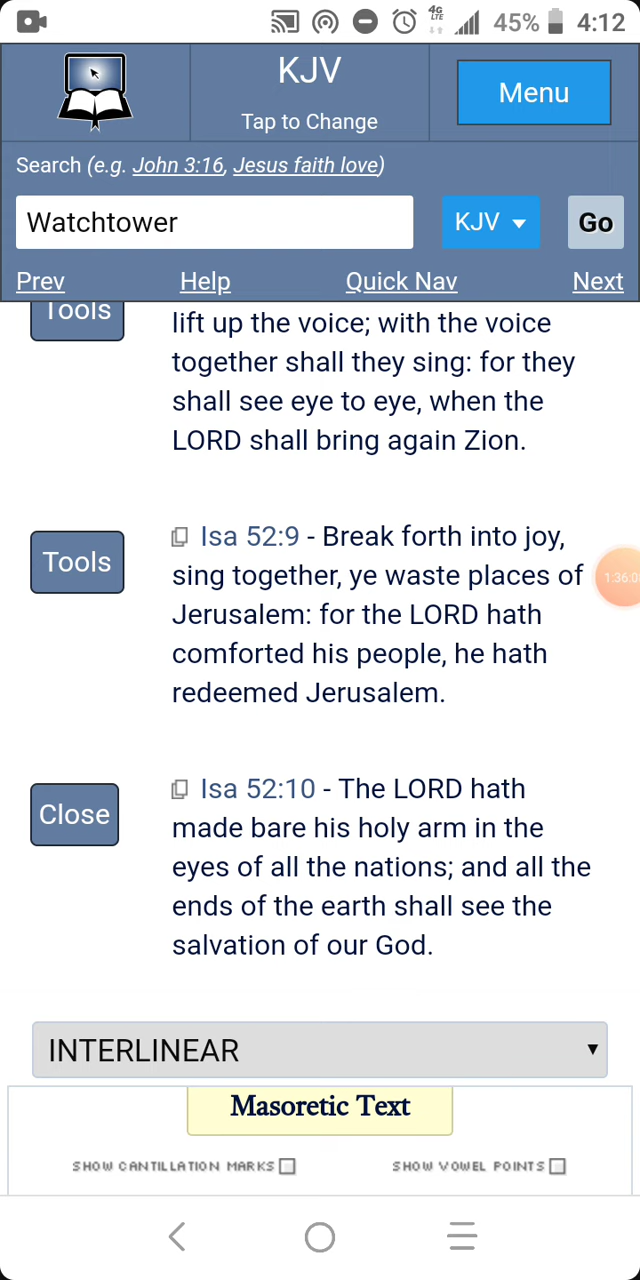 4G
LTE
45%
4:12
KJV
Tap to Change
Menu
Search (e.g. John 3:16, Jesus faith love)
Watchtower
KJV
Go
Prev
Help
Quick Nav
Next
Tools
lift up the voice; with the voice
together shall they sing: for they
shall see eye to eye, when the
LORD shall bring again Zion.
Tools
Isa 52:9 - Break forth into joy,
sing together, ye waste places of
Jerusalem: for the LORD hath
comforted his people, he hath
redeemed Jerusalem.
1:36:0
Close
Isa 52:10 - The LORD hath
made bare his holy arm in the
eyes of all the nations; and all the
ends of the earth shall see the
salvation of our God.
INTERLINEAR
Masoretic Text
SHOW CANTILLATION MARKS
SHOW VOWEL POINTS